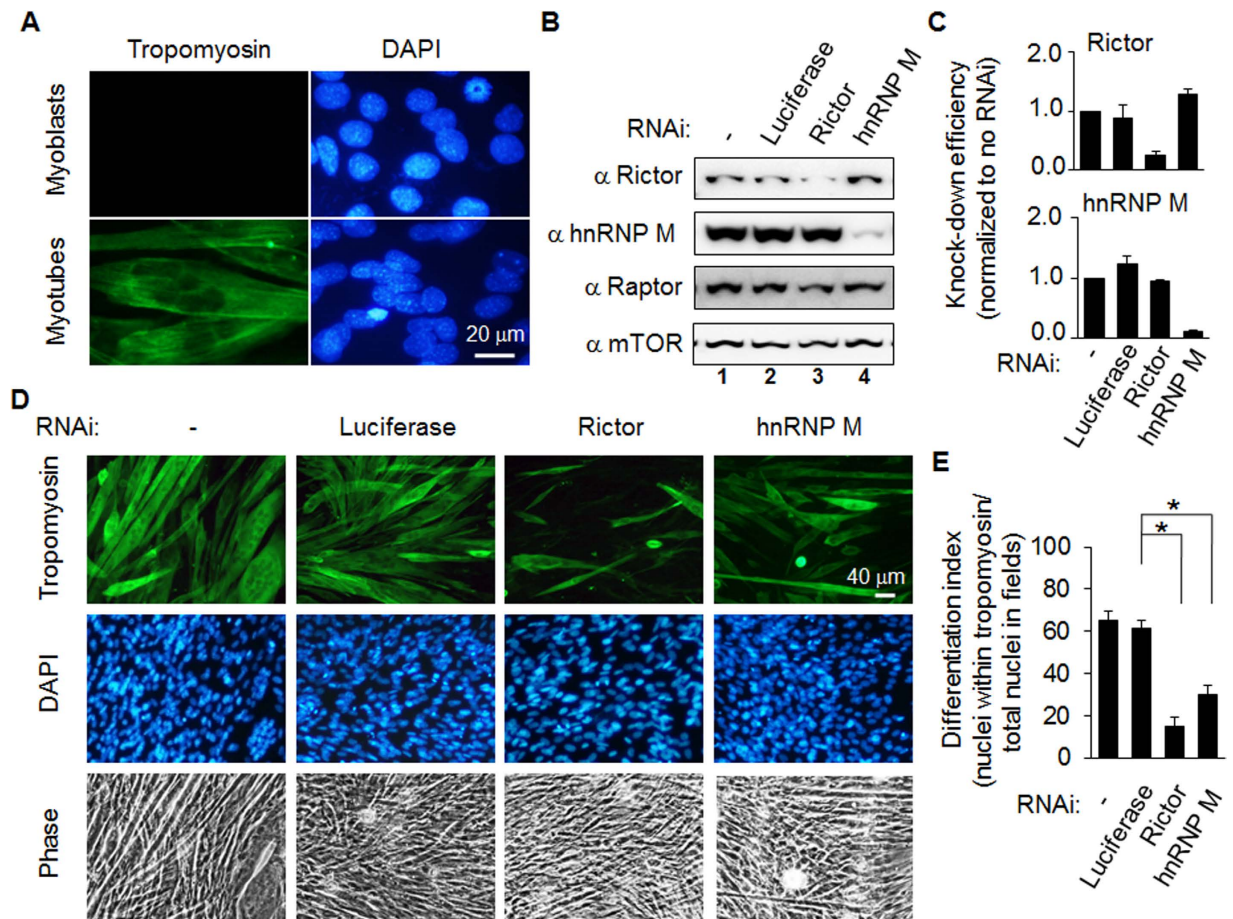 A
Tropomyosin DAPI
Myoblasts
Myotubes
20 μm
B
RNAi: - Luciferase Rictor hnRNP M
α Rictor
α hnRNP M
α Raptor
α mTOR
1 2 3 4
C
Knock-down efficiency
(normalized to no RNAi)
Rictor
2.0
1.0
0.0
hnRNP M
2.0
1.0
0.0
RNAi: - Luciferase Rictor hnRNP M
D
RNAi: - Luciferase Rictor hnRNP M
Tropomyosin
40 μm
DAPI
Phase
E
Differentiation index
(nuclei within tropomyosin/
total nuclei in fields)
*
*
100
80
60
40
20
0
RNAi: - Luciferase Rictor hnRNP M